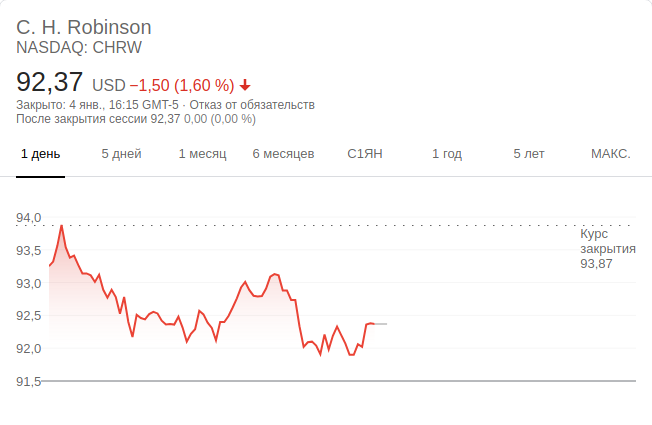 C. H. Robinson
NASDAQ: CHRW
92,37 USD −1,50 (1,60 %)
Закрыто: 4 янв., 16:15 GMT-5 · Отказ от обязательств
После закрытия сессии 92,37 0,00 (0,00 %)
1 день 5 дней 1 месяц 6 месяцев С1ЯН 1 год 5 лет МАКС.
94,0
Курс
закрытия
93,87
93,5
93,0
92,5
92,0
91,5